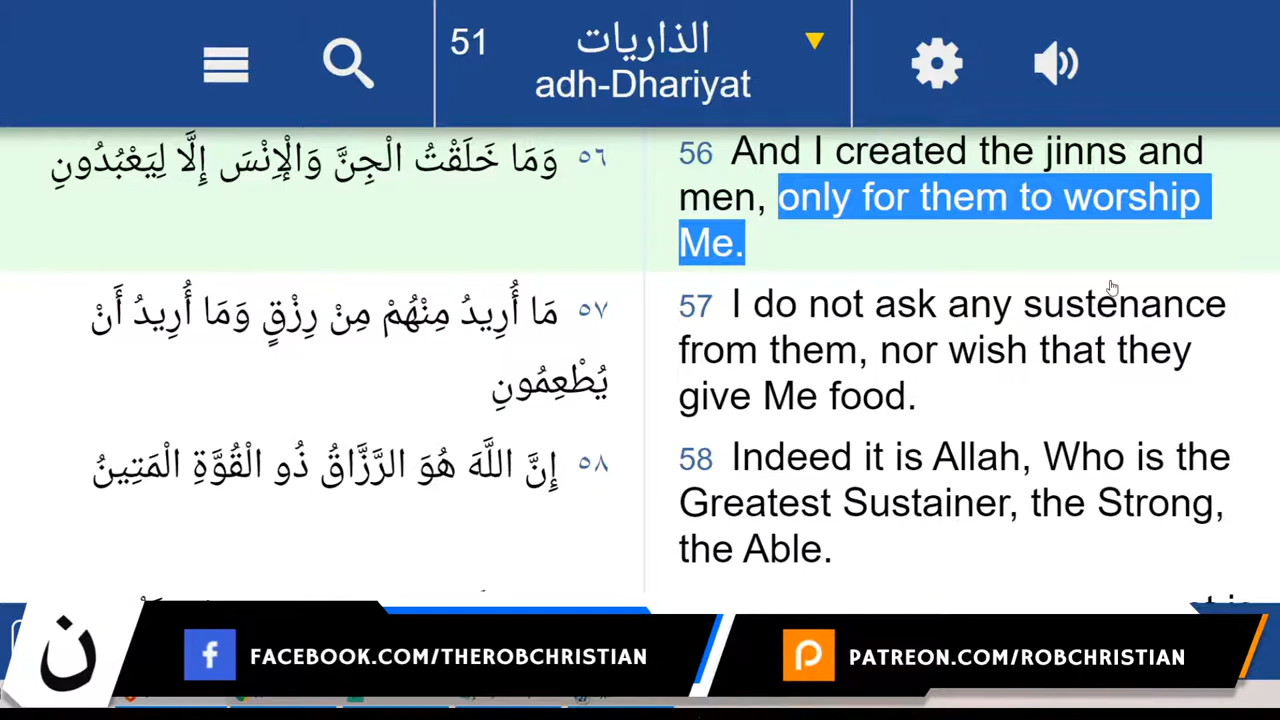 51
الذاريات
adh-Dhariyat
٥٦ وَمَا خَلَقْتُ الْجِنَّ وَالْإِنْسَ إِلَّا لِيَعْبُدُونِ
56 And I created the jinns and
men, only for them to worship
Me.
٥٧ مَا أُرِيدُ مِنْهُمْ مِنْ رِزْقٍ وَمَا أُرِيدُ أَنْ
يُطْعِمُونِ
57 I do not ask any sustenance
from them, nor wish that they
give Me food.
٥٨ إِنَّ اللَّهَ هُوَ الرَّزَّاقُ ذُو الْقُوَّةِ الْمَتِينُ
58 Indeed it is Allah, Who is the
Greatest Sustainer, the Strong,
the Able.
ن
FACEBOOK.COM/THEROBCHRISTIAN
PATREON.COM/ROBCHRISTIAN